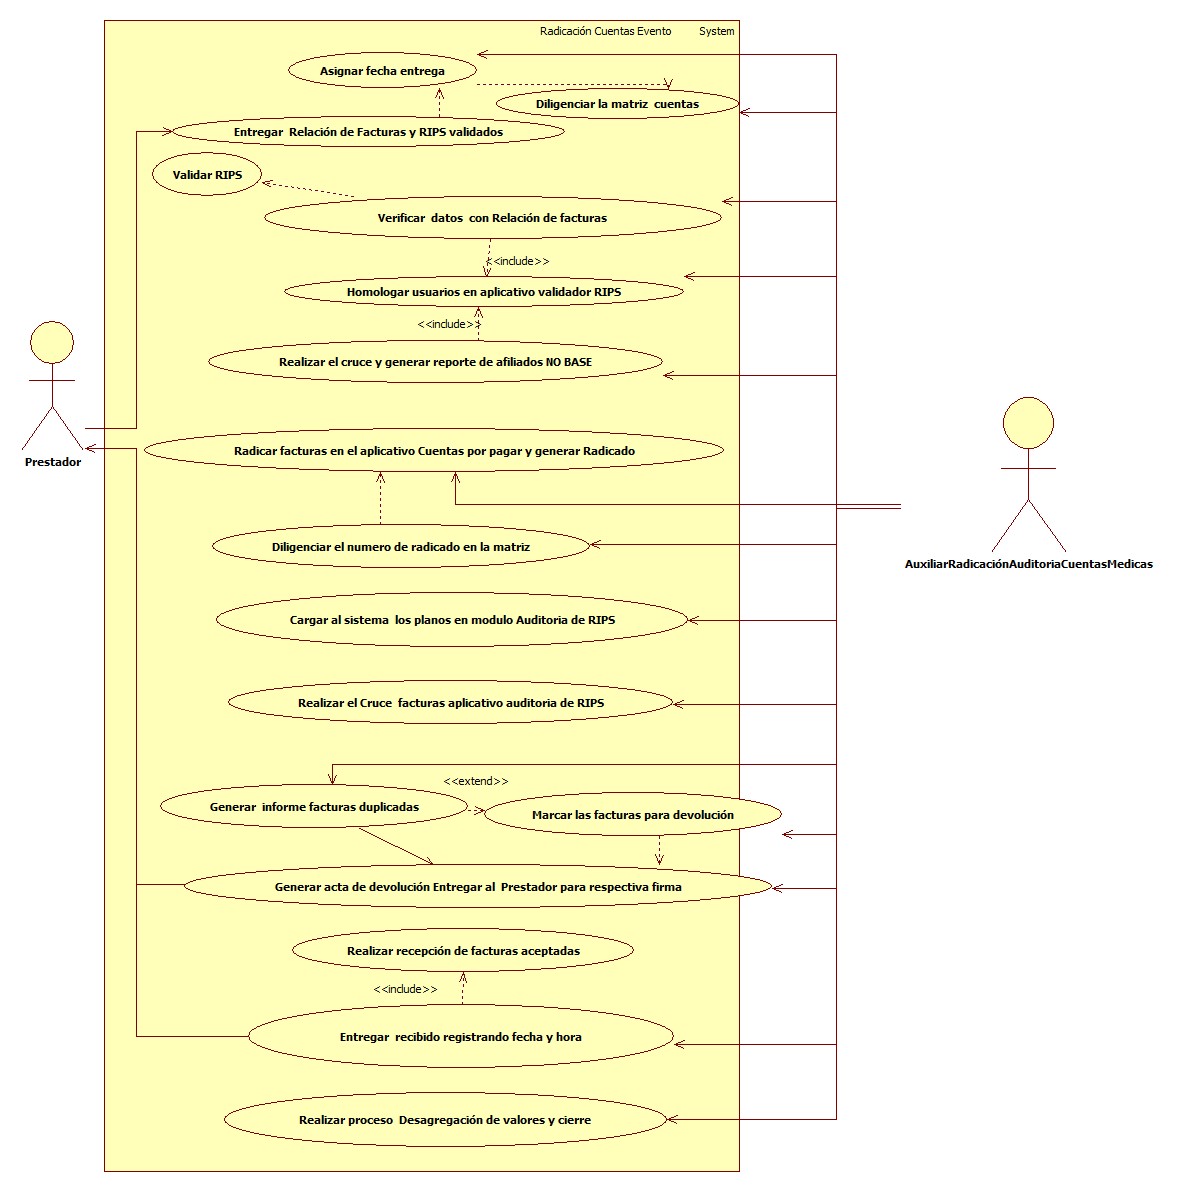 Radicación Cuentas Evento System
Asignar fecha entrega
Diligenciar la matriz cuentas
Entregar Relación de Facturas y RIPS validados
Validar RIPS
Verificar datos con Relación de facturas
<<include>>
Homologar usuarios en aplicativo validador RIPS
<<include>>
Realizar el cruce y generar reporte de afiliados NO BASE
Radicar facturas en el aplicativo Cuentas por pagar y generar Radicado
Prestador
Diligenciar el numero de radicado en la matriz
AuxiliarRadicaciónAuditoriaCuentasMedicas
Cargar al sistema los planos en modulo Auditoria de RIPS
Realizar el Cruce facturas aplicativo auditoria de RIPS
<<extend>>
Generar informe facturas duplicadas
Marcar las facturas para devolución
Generar acta de devolución Entregar al Prestador para respectiva firma
Realizar recepción de facturas aceptadas
<<include>>
Entregar recibido registrando fecha y hora
Realizar proceso Desagregación de valores y cierre